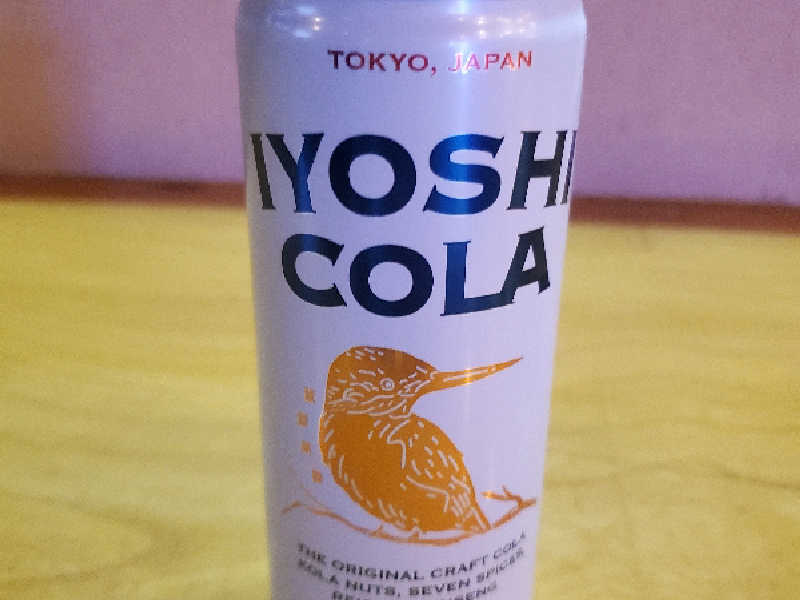 TOKYO, JAPAN
IYOSHI
COLA
THE ORIGINAL CRAFT COLA
KOLA NUTS, SEVEN SPICES